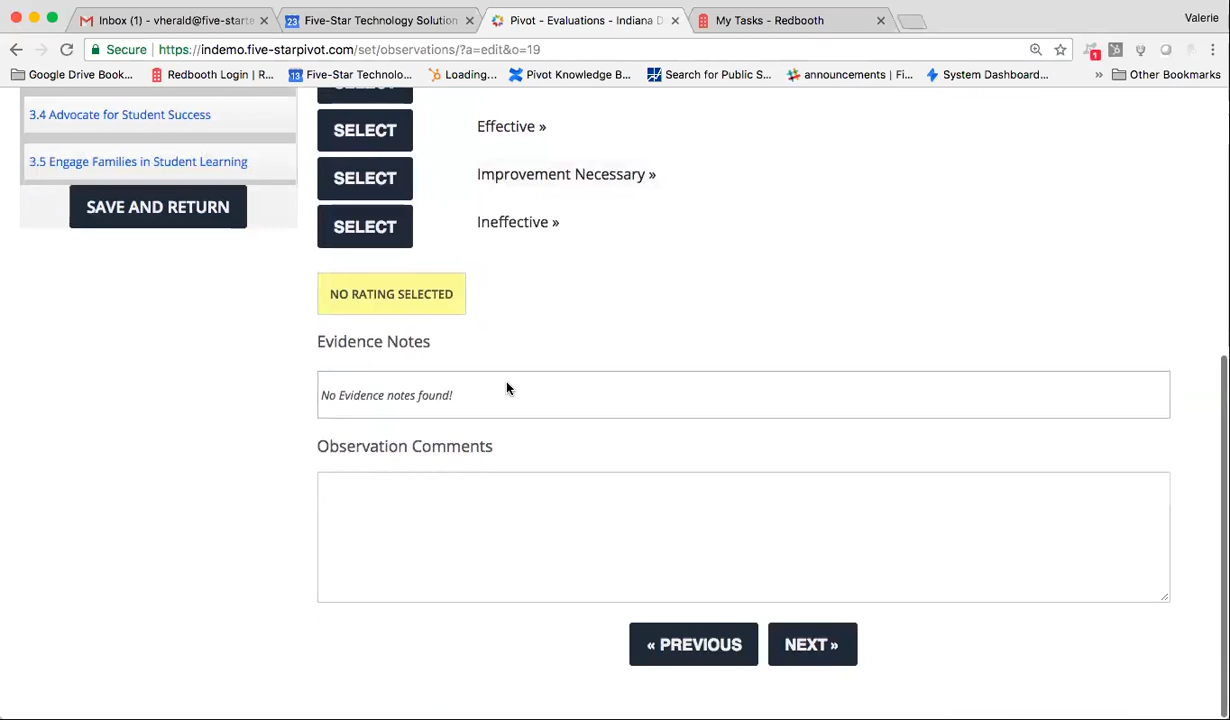 Valerie
Inbox (1) - vherald@five-starte
23 Five-Star Technology Solution
Pivot - Evaluations - Indiana D
My Tasks - Redbooth
Secure https://indemo.five-starpivot.com/set/observations/?a=edit&o=19
1
Google Drive Book...
Redbooth Login | R...
13 Five-Star Technolo...
Loading...
Pivot Knowledge B...
Search for Public S...
announcements | Fi...
System Dashboard...
» Other Bookmarks
3.4 Advocate for Student Success
3.5 Engage Families in Student Learning
SAVE AND RETURN
SELECT
SELECT Effective »
SELECT Improvement Necessary »
SELECT Ineffective »
NO RATING SELECTED
Evidence Notes
No Evidence notes found!
Observation Comments
« PREVIOUS
NEXT »